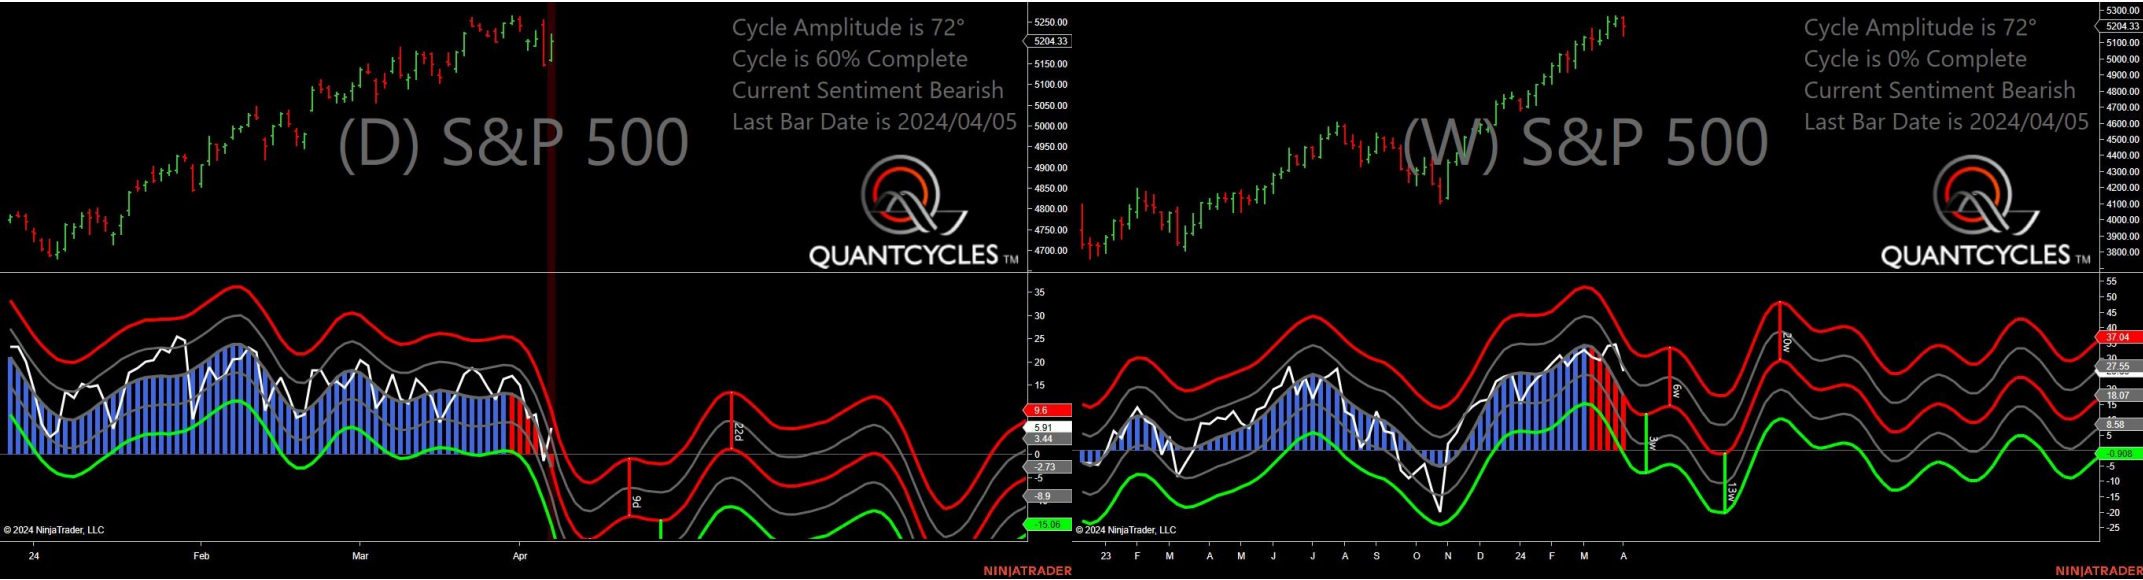 Cycle Amplitude is 72°
Cycle is 60% Complete
Current Sentiment Bearish
Last Bar Date is 2024/04/05
(D) S&P 500
QUANTCYCLES TM
5250.00
5204.33
5150.00
5100.00
5050.00
5000.00
4950.00
4900.00
4850.00
4800.00
4750.00
4700.00
35
30
25
20
15
9.6
5.91
3.44
0
-2.73
-5
-8.9
-15.06
22d
9d
© 2024 NinjaTrader, LLC
24 Feb Mar Apr
NINJATRADER
Cycle Amplitude is 72°
Cycle is 0% Complete
Current Sentiment Bearish
Last Bar Date is 2024/04/05
(W) S&P 500
QUANTCYCLES TM
5300.00
5204.33
5100.00
5000.00
4900.00
4800.00
4700.00
4600.00
4500.00
4400.00
4300.00
4200.00
4100.00
4000.00
3900.00
3800.00
55
50
45
40
37.04
27.55
18.07
15
8.58
5
-0.908
-5
-10
-15
-20
-25
20w
6w
3w
13w
© 2024 NinjaTrader, LLC
23 F M A M J J A S O N D 24 F M A
NINJATRADER